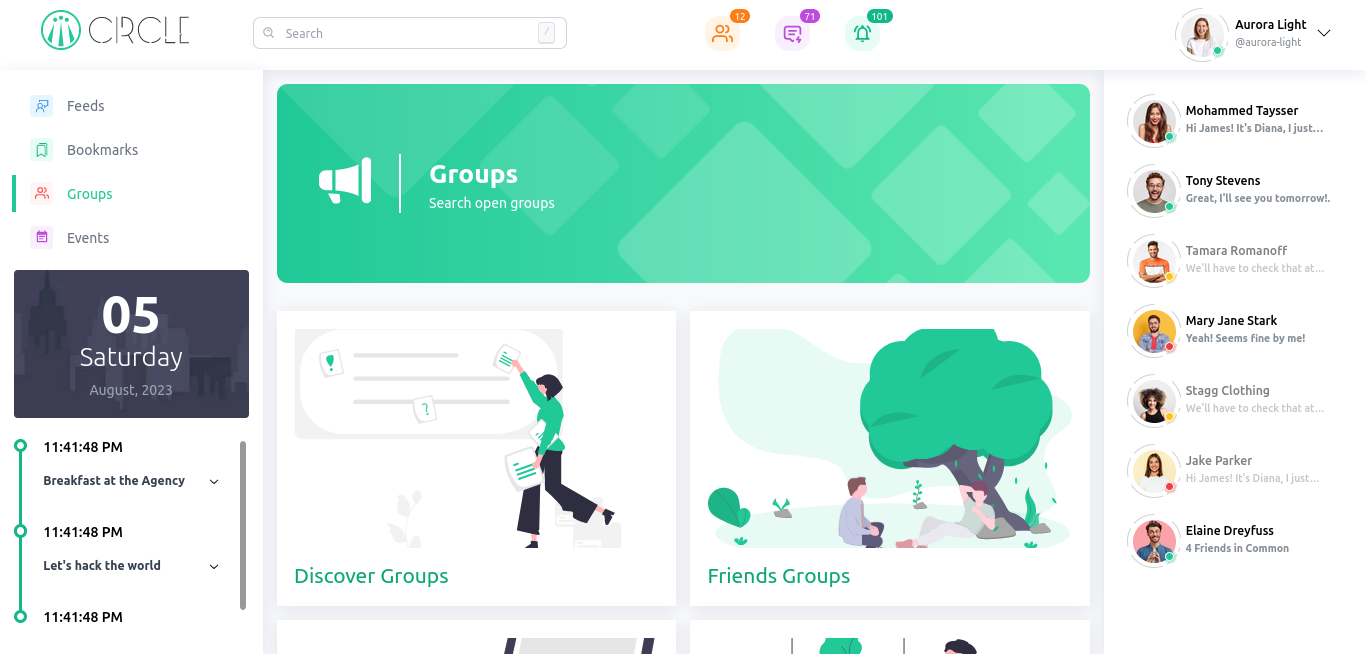 CIRCLE
Search
/
12
71
101
Aurora Light
@aurora-light
Feeds
Bookmarks
Groups
Events
05
Saturday
August, 2023
11:41:48 PM
Breakfast at the Agency
11:41:48 PM
Let's hack the world
11:41:48 PM
Groups
Search open groups
!
?
Discover Groups
Friends Groups
Mohammed Taysser
Hi James! It's Diana, I just...
Tony Stevens
Great, I'll see you tomorrow!.
Tamara Romanoff
We'll have to check that at...
Mary Jane Stark
Yeah! Seems fine by me!
Stagg Clothing
We'll have to check that at...
Jake Parker
Hi James! It's Diana, I just...
Elaine Dreyfuss
4 Friends in Common